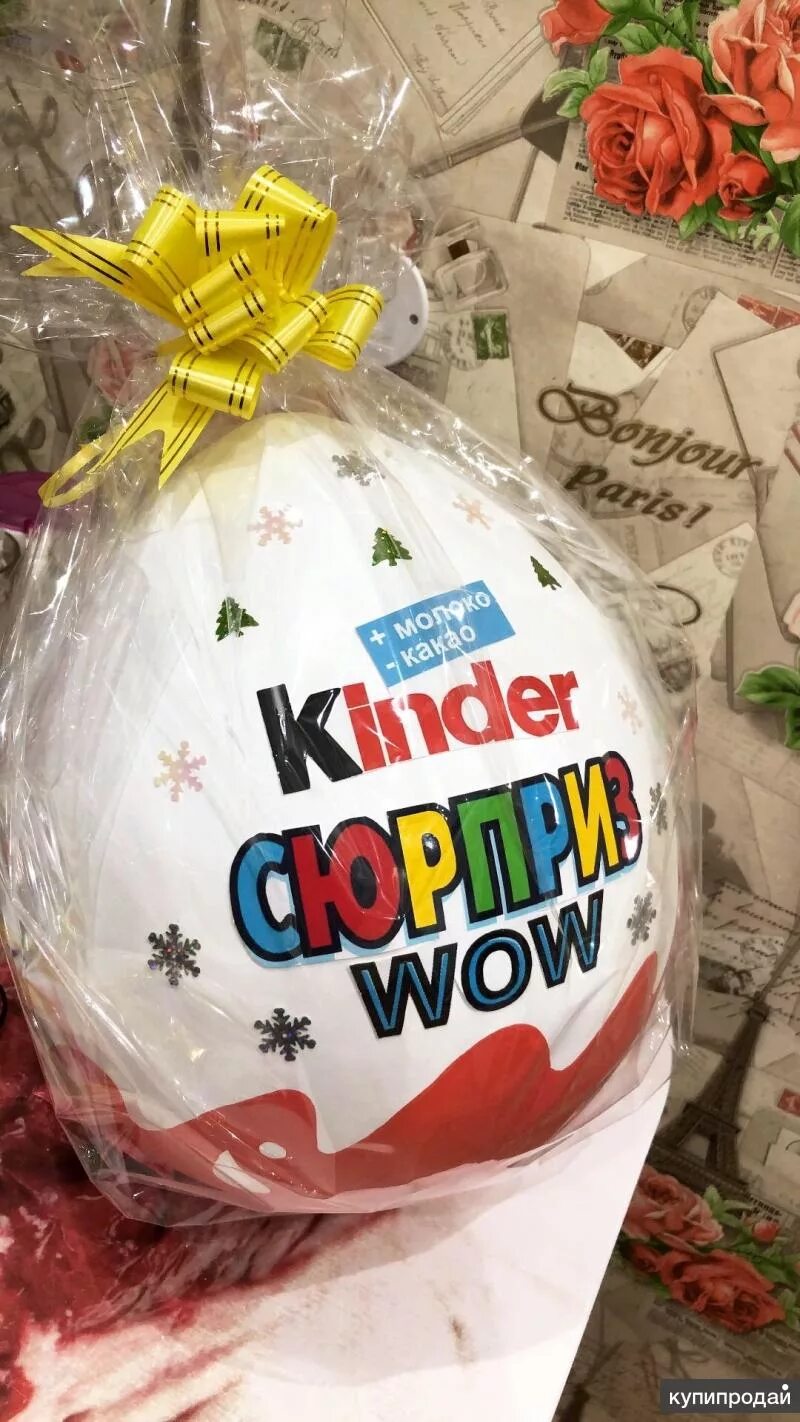 Bonjour
Paris!
+ молоко
- какао
Kinder
СЮРПРИЗ
WOW
купипродай